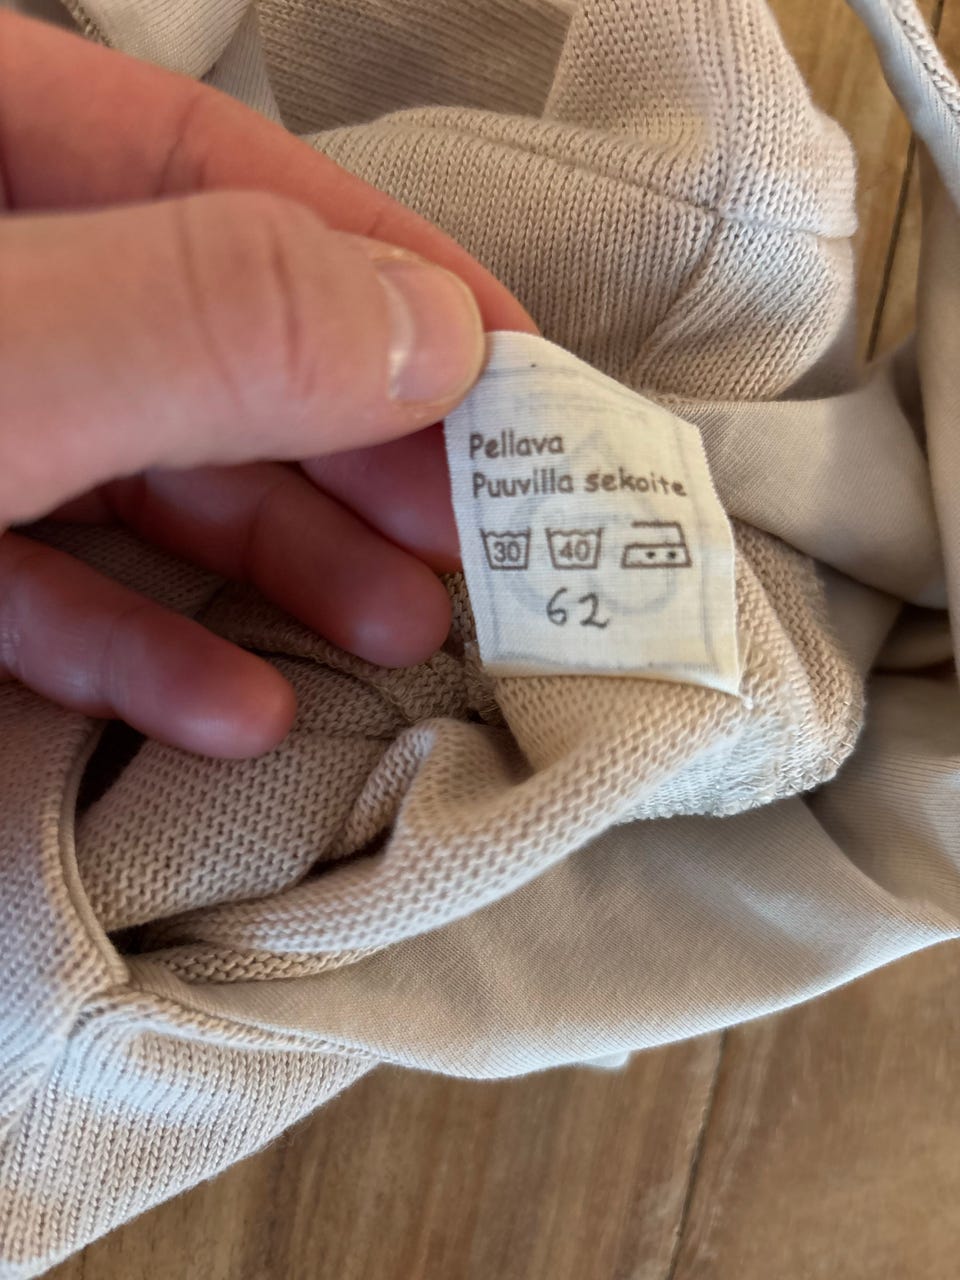 Pellava
Puuvilla sekoite
30 40
62